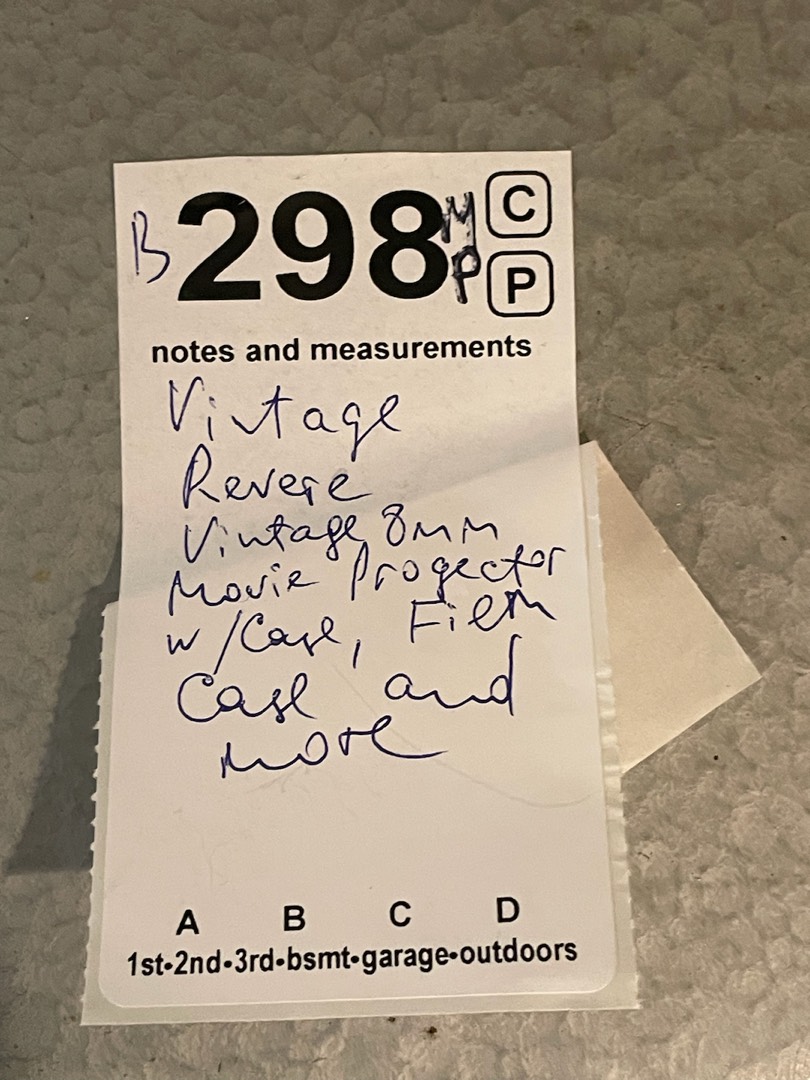 B 298 M C
P P
notes and measurements
Vintage
Revere
Vintage 8mm
Movie Progector
w/Case, Film
Case and
more
A B C D
1st•2nd•3rd•bsmt•garage•outdoors